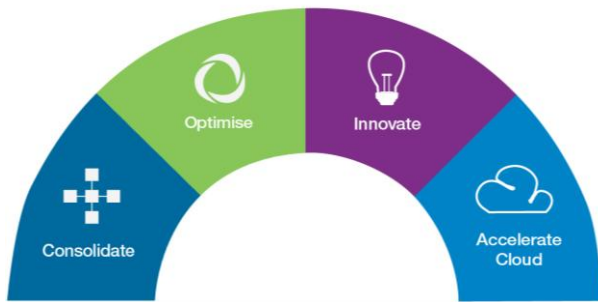 Consolidate
Optimise
Innovate
Accelerate
Cloud